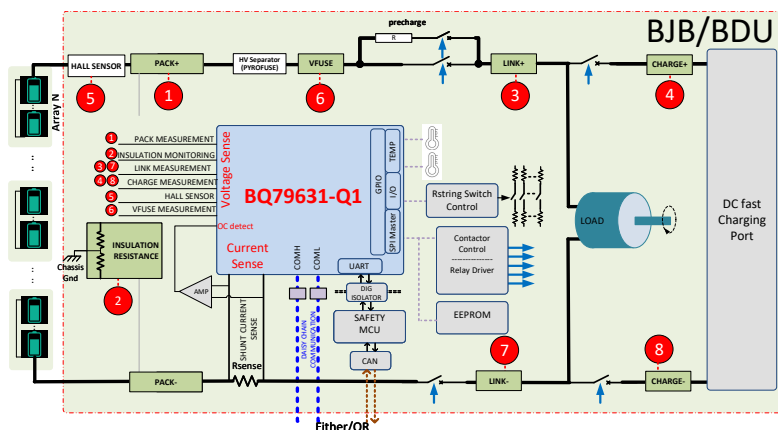 precharge
BJB/BDU
HALL SENSOR
PACK+
HV Separator
(PYROFUSE)
VFUSE
R
LINK+
CHARGE+
5
1
6
3
4
Array N
1 PACK MEASUREMENT
2 INSULATION MONITORING
3 7 LINK MEASUREMENT
4 8 CHARGE MEASUREMENT
5 HALL SENSOR
6 VFUSE MEASUREMENT
Voltage Sense
BQ79631-Q1
GPIO
TEMP
I/O
SPI Master
OC detect
Current
Sense
COMH
COML
UART
Rstring Switch
Control
LOAD
DC fast
Charging
Port
INSULATION
RESISTANCE
Chassis
Gnd
2
AMP
SHUNT CURRENT
SENSE
DAISY CHAIN
COMMUNICATION
DIG
ISOLATOR
SAFETY
MCU
CAN
Contactor
Control
Relay Driver
EEPROM
7
8
PACK-
Rsense
LINK-
CHARGE-
Either/OR